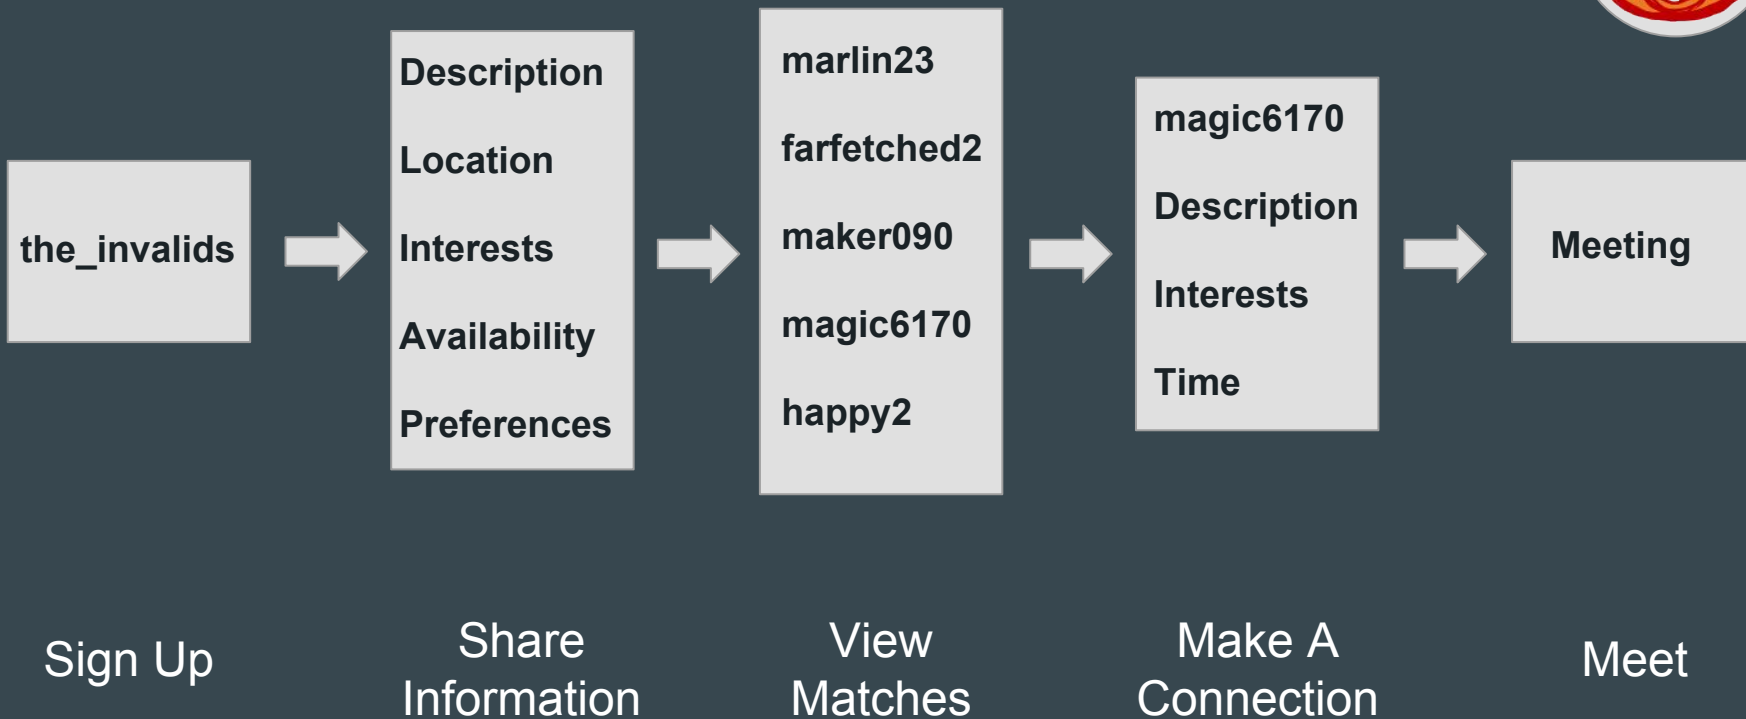 the_invalids
Description
Location
Interests
Availability
Preferences
marlin23
farfetched2
maker090
magic6170
happy2
magic6170
Description
Interests
Time
Meeting
Sign Up
Share
Information
View
Matches
Make A
Connection
Meet